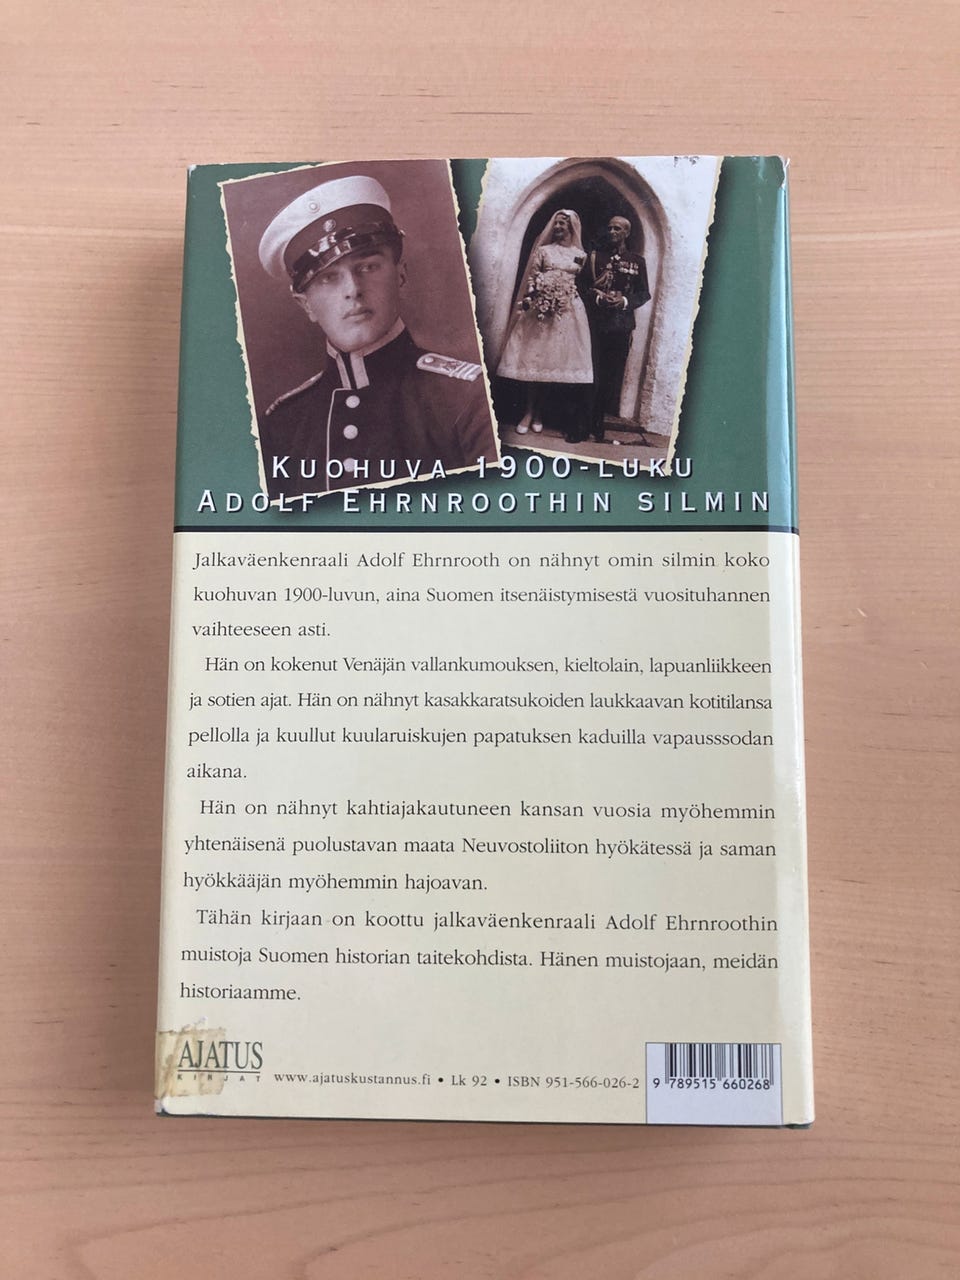 KUOHUVA 1900-LUKU
ADOLF EHRNROOTHIN SILMIN
Jalkaväenkenraali Adolf Ehrnrooth on nähnyt omin silmin koko
kuohuvan 1900-luvun, aina Suomen itsenäistymisestä vuosituhannen
vaihteeseen asti.
Hän on kokenut Venäjän vallankumouksen, kieltolain, lapuanliikkeen
ja sotien ajat. Hän on nähnyt kasakkaratsukoiden laukkaavan kotitilansa
pellolla ja kuullut kuularuiskujen papatuksen kaduilla vapausssodan
aikana.
Hän on nähnyt kahtiajakautuneen kansan vuosia myöhemmin
yhtenäisenä puolustavan maata Neuvostoliiton hyökätessä ja saman
hyökkääjän myöhemmin hajoavan.
Tähän kirjaan on koottu jalkaväenkenraali Adolf Ehrnroothin
muistoja Suomen historian taitekohdista. Hänen muistojaan, meidän
historiaamme.
AJATUS
KIRJAT
www.ajatuskustannus.fi • Lk 92 • ISBN 951-566-026-2
9 789515 660268